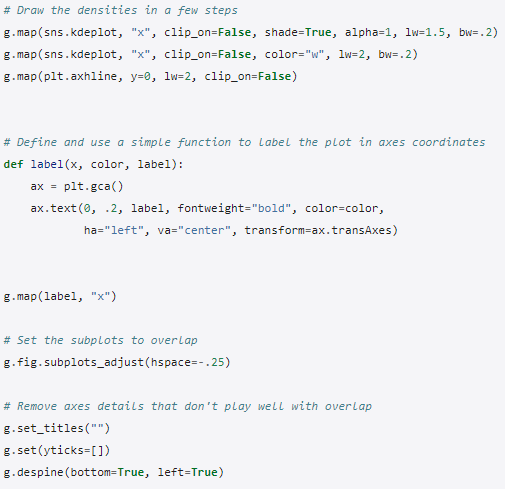 # Draw the densities in a few steps
g.map(sns.kdeplot, "x", clip_on=False, shade=True, alpha=1, lw=1.5, bw=.2)
g.map(sns.kdeplot, "x", clip_on=False, color="w", lw=2, bw=.2)
g.map(plt.axhline, y=0, lw=2, clip_on=False)
# Define and use a simple function to label the plot in axes coordinates
def label(x, color, label):
    ax = plt.gca()
    ax.text(0, .2, label, fontweight="bold", color=color,
            ha="left", va="center", transform=ax.transAxes)
g.map(label, "x")
# Set the subplots to overlap
g.fig.subplots_adjust(hspace=-.25)
# Remove axes details that don't play well with overlap
g.set_titles("")
g.set(yticks=[])
g.despine(bottom=True, left=True)